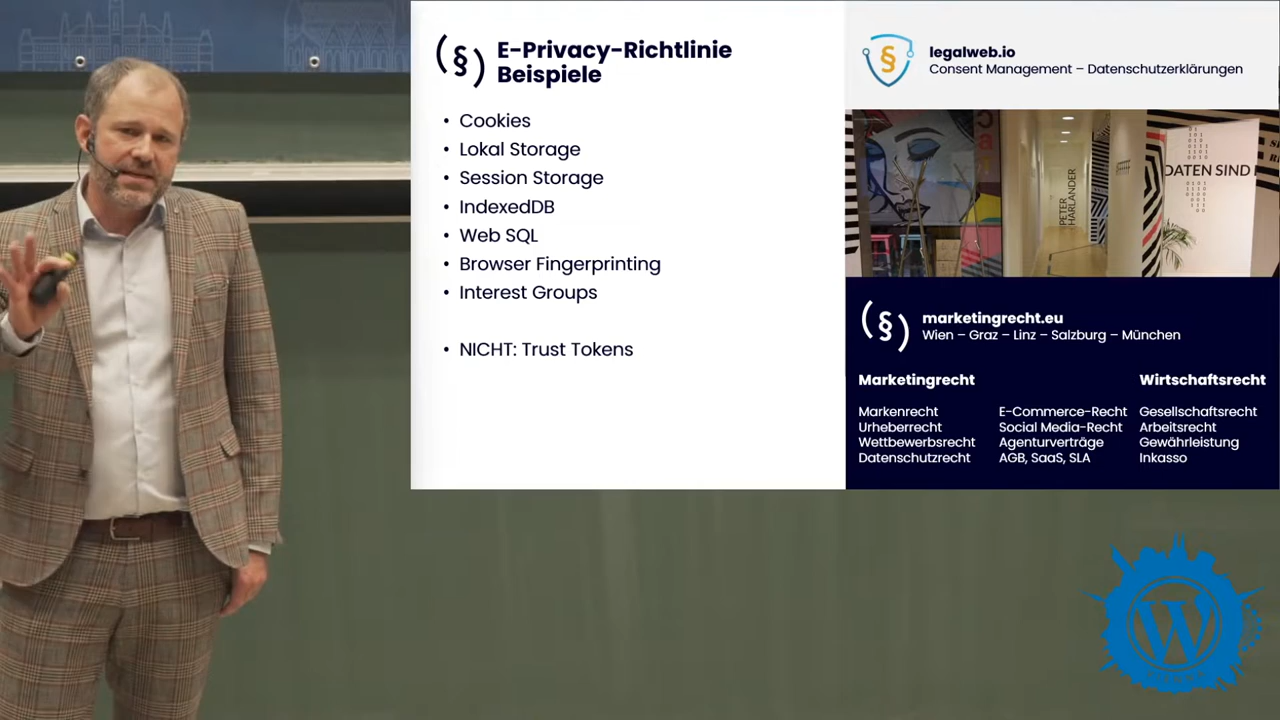 (§) E-Privacy-Richtlinie
Beispiele
• Cookies
• Lokal Storage
• Session Storage
• IndexedDB
• Web SQL
• Browser Fingerprinting
• Interest Groups
• NICHT: Trust Tokens
§ legalweb.io
Consent Management – Datenschutzerklärungen
PETER
HARLANDER
DATEN SIND
(§) marketingrecht.eu
Wien – Graz – Linz – Salzburg – München
Marketingrecht
Markenrecht
Urheberrecht
Wettbewerbsrecht
Datenschutzrecht
E-Commerce-Recht
Social Media-Recht
Agenturverträge
AGB, SaaS, SLA
Wirtschaftsrecht
Gesellschaftsrecht
Arbeitsrecht
Gewährleistung
Inkasso
W